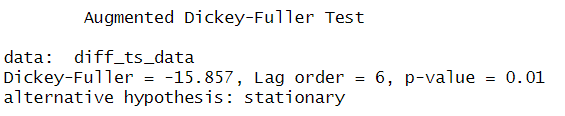 Augmented Dickey-Fuller Test
data:  diff_ts_data
Dickey-Fuller = -15.857, Lag order = 6, p-value = 0.01
alternative hypothesis: stationary